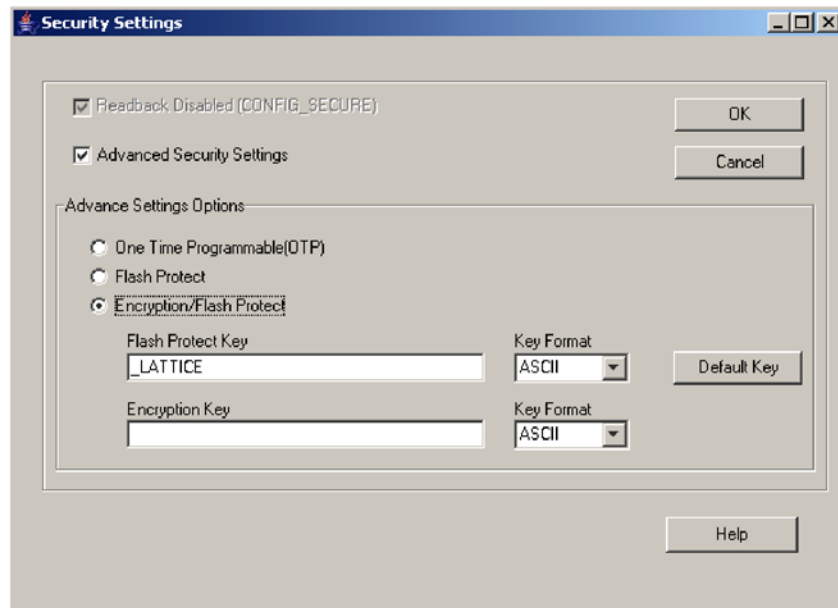 Security Settings
Readback Disabled (CONFIG_SECURE)
OK
Advanced Security Settings
Cancel
Advance Settings Options
One Time Programmable(OTP)
Flash Protect
Encryption/Flash Protect
Flash Protect Key Key Format
_LATTICE ASCII Default Key
Encryption Key Key Format
ASCII
Help